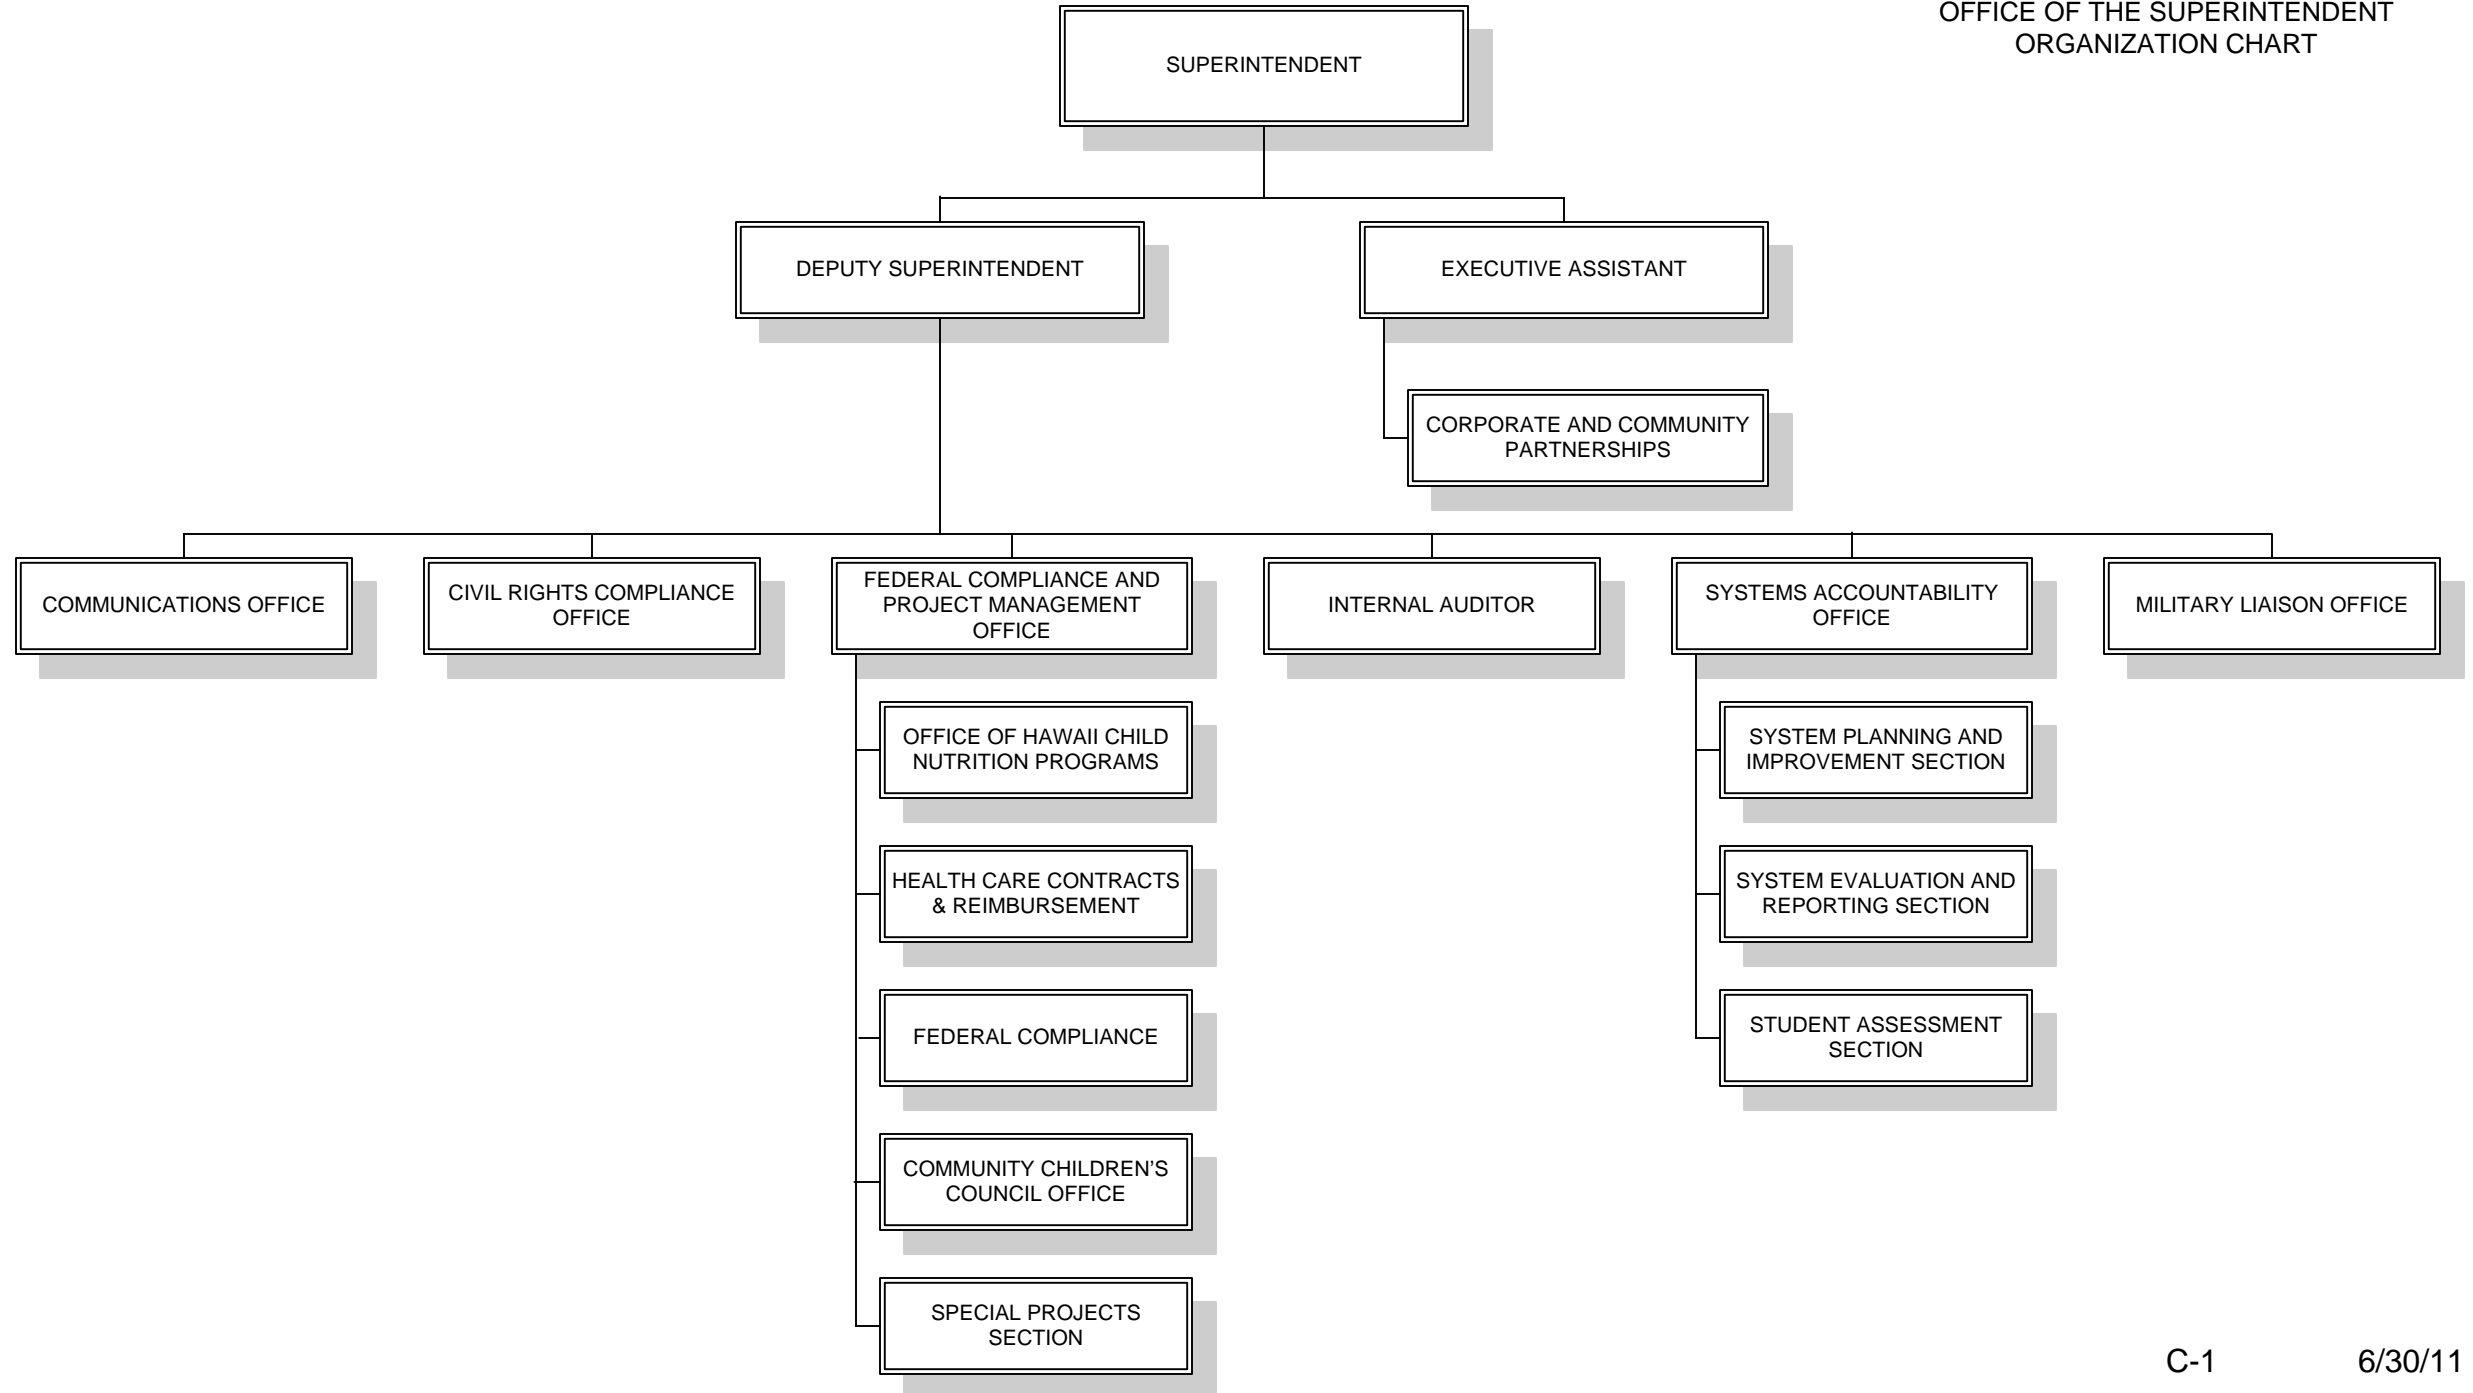 OFFICE OF THE SUPERINTENDENT
ORGANIZATION CHART
SUPERINTENDENT
DEPUTY SUPERINTENDENT
EXECUTIVE ASSISTANT
CORPORATE AND COMMUNITY
PARTNERSHIPS
COMMUNICATIONS OFFICE
CIVIL RIGHTS COMPLIANCE
OFFICE
FEDERAL COMPLIANCE AND
PROJECT MANAGEMENT
OFFICE
INTERNAL AUDITOR
SYSTEMS ACCOUNTABILITY
OFFICE
MILITARY LIAISON OFFICE
OFFICE OF HAWAII CHILD
NUTRITION PROGRAMS
HEALTH CARE CONTRACTS
& REIMBURSEMENT
FEDERAL COMPLIANCE
COMMUNITY CHILDREN’S
COUNCIL OFFICE
SPECIAL PROJECTS
SECTION
SYSTEM PLANNING AND
IMPROVEMENT SECTION
SYSTEM EVALUATION AND
REPORTING SECTION
STUDENT ASSESSMENT
SECTION
C-1 6/30/11